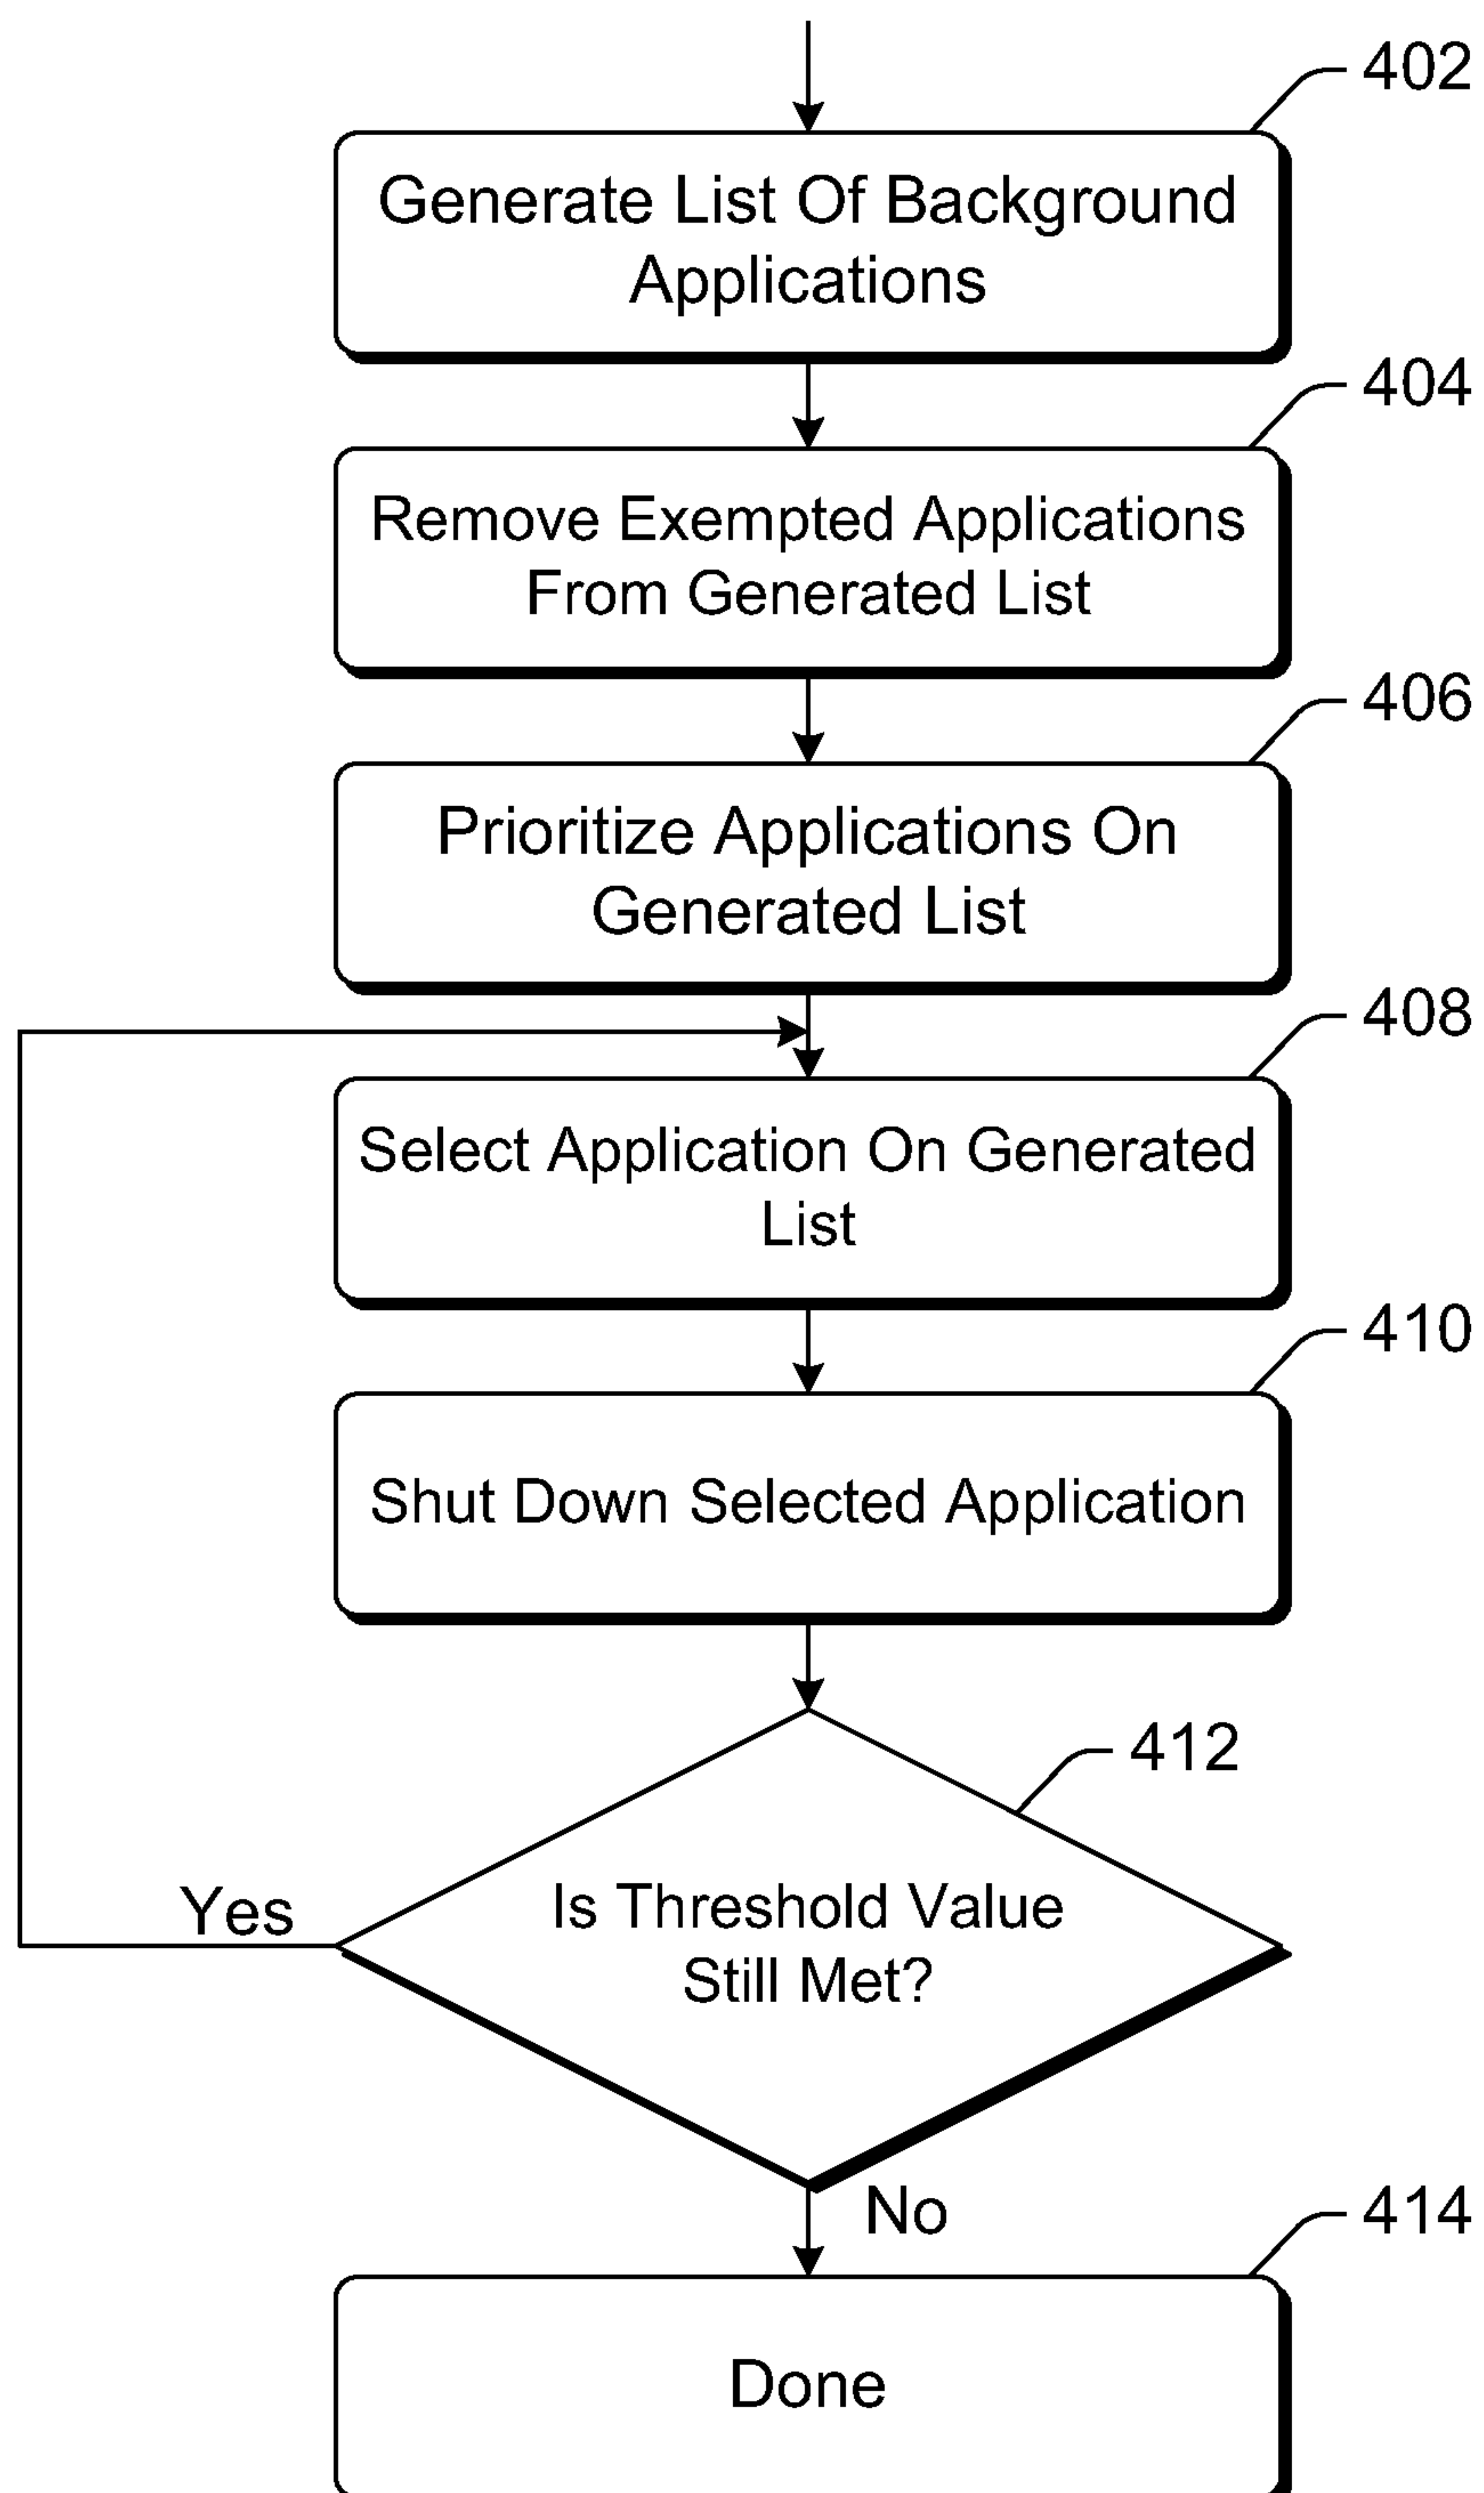 402
Generate List Of Background
Applications
404
Remove Exempted Applications
From Generated List
406
Prioritize Applications On
Generated List
408
Select Application On Generated
List
410
Shut Down Selected Application
412
Is Threshold Value
Still Met?
Yes
No
414
Done